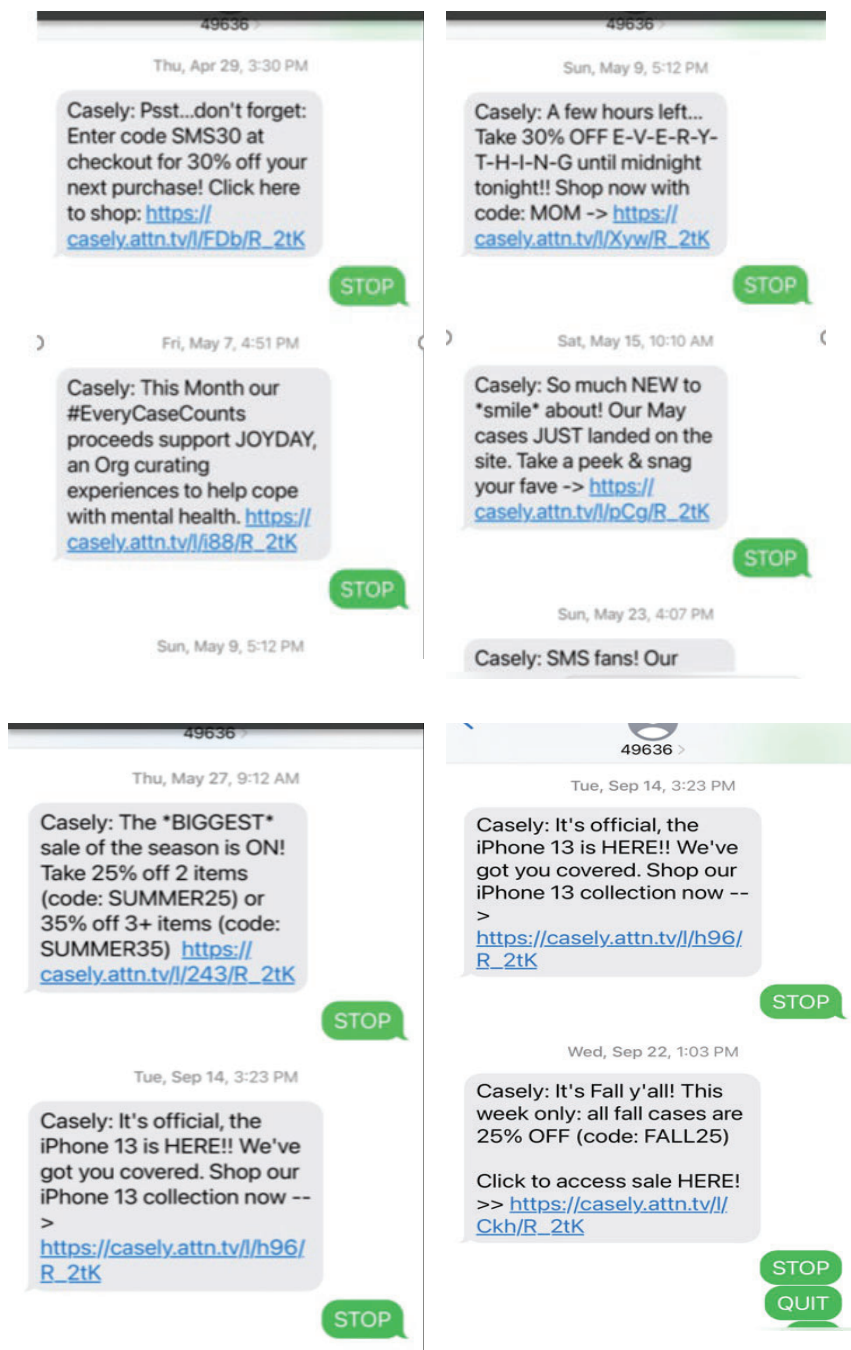 49636 >
Thu, Apr 29, 3:30 PM
Casely: Psst...don't forget:
Enter code SMS30 at
checkout for 30% off your
next purchase! Click here
to shop: https://
casely.attn.tv/l/FDb/R_2tK
STOP
Fri, May 7, 4:51 PM
Casely: This Month our
#EveryCaseCounts
proceeds support JOYDAY,
an Org curating
experiences to help cope
with mental health. https://
casely.attn.tv/l/i88/R_2tK
STOP
Sun, May 9, 5:12 PM
49636 >
Sun, May 9, 5:12 PM
Casely: A few hours left...
Take 30% OFF E-V-E-R-Y-
T-H-I-N-G until midnight
tonight!! Shop now with
code: MOM -> https://
casely.attn.tv/l/Xyw/R_2tK
STOP
Sat, May 15, 10:10 AM
Casely: So much NEW to
*smile* about! Our May
cases JUST landed on the
site. Take a peek & snag
your fave -> https://
casely.attn.tv/l/pCg/R_2tK
STOP
Sun, May 23, 4:07 PM
Casely: SMS fans! Our
49636 >
Thu, May 27, 9:12 AM
Casely: The *BIGGEST*
sale of the season is ON!
Take 25% off 2 items
(code: SUMMER25) or
35% off 3+ items (code:
SUMMER35) https://
casely.attn.tv/l/243/R_2tK
STOP
Tue, Sep 14, 3:23 PM
Casely: It's official, the
iPhone 13 is HERE!! We've
got you covered. Shop our
iPhone 13 collection now --
>
https://casely.attn.tv/l/h96/
R_2tK
STOP
49636 >
Tue, Sep 14, 3:23 PM
Casely: It's official, the
iPhone 13 is HERE!! We've
got you covered. Shop our
iPhone 13 collection now --
>
https://casely.attn.tv/l/h96/
R_2tK
STOP
Wed, Sep 22, 1:03 PM
Casely: It's Fall y'all! This
week only: all fall cases are
25% OFF (code: FALL25)
Click to access sale HERE!
>> https://casely.attn.tv/l/
Ckh/R_2tK
STOP
QUIT